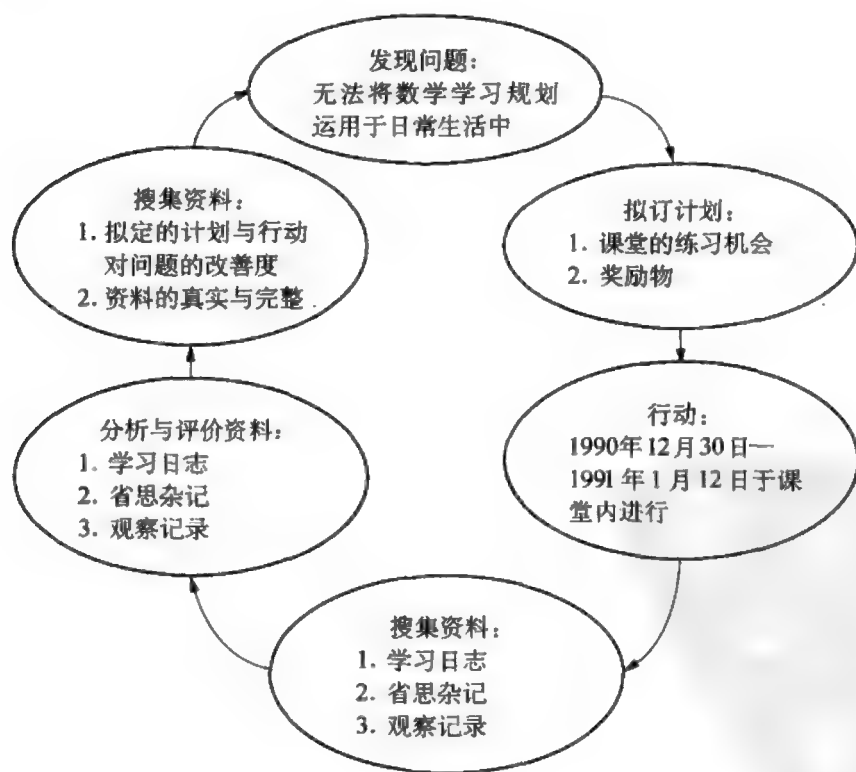 发现问题：
无法将数学学习规划
运用于日常生活中
拟订计划：
1. 课堂的练习机会
2. 奖励物
行动：
1990年12月30日—
1991年1月12日于课
堂内进行
搜集资料：
1. 学习日志
2. 省思杂记
3. 观察记录
分析与评价资料：
1. 学习日志
2. 省思杂记
3. 观察记录
搜集资料：
1. 拟定的计划与行动
对问题的改善度
2. 资料的真实与完整